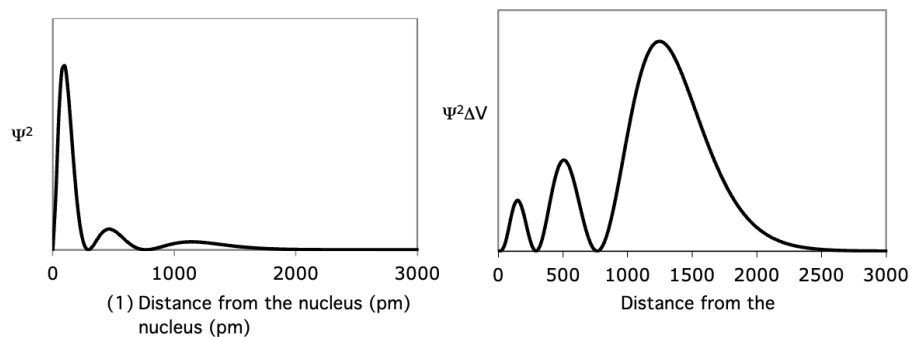 Ψ²
0 1000 2000 3000
(1) Distance from the nucleus (pm)
nucleus (pm)
Ψ²ΔV
0 500 1000 1500 2000 2500 3000
Distance from the